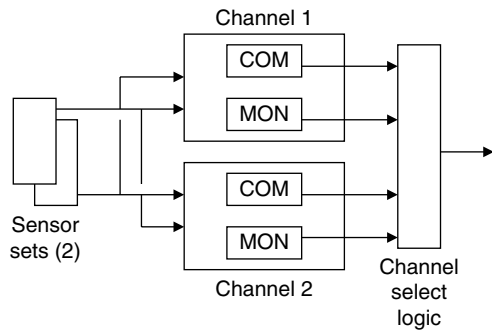 Channel 1
COM
MON
COM
MON
Channel 2
Sensor
sets (2)
Channel
select
logic